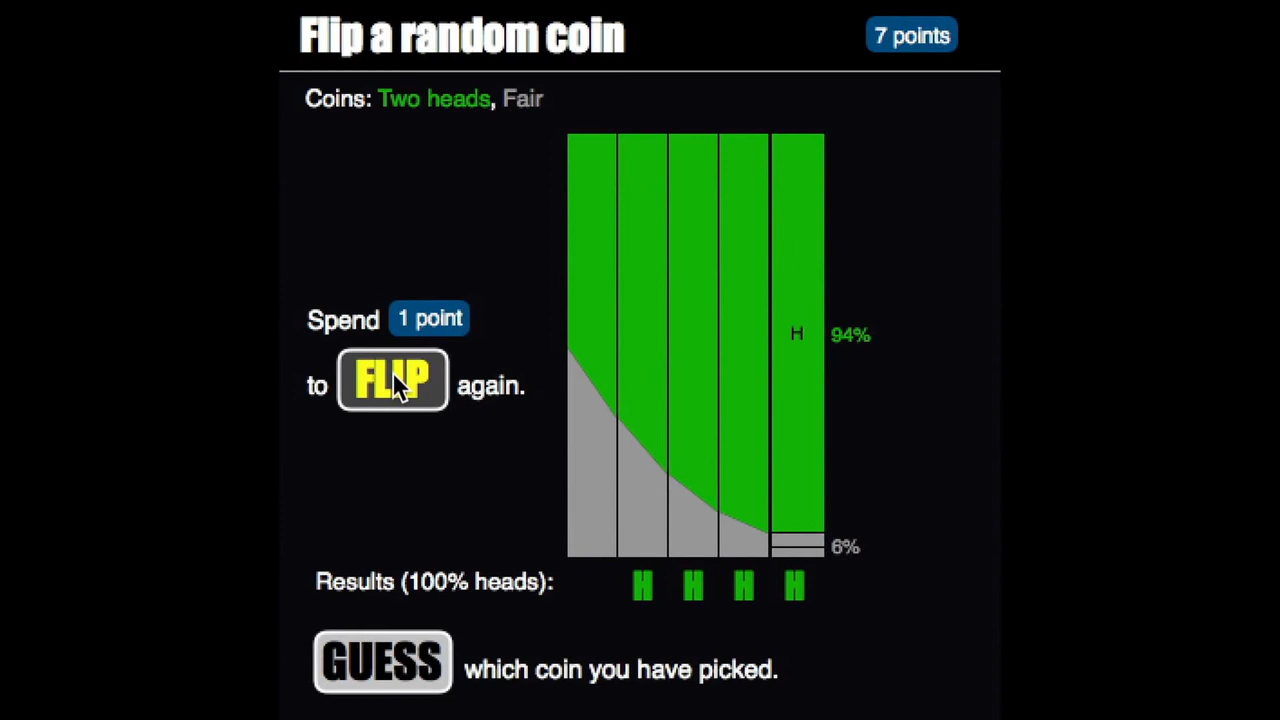 Flip a random coin
7 points
Coins: Two heads, Fair
Spend 1 point
to FLIP again.
H
94%
6%
Results (100% heads): H H H H
GUESS which coin you have picked.